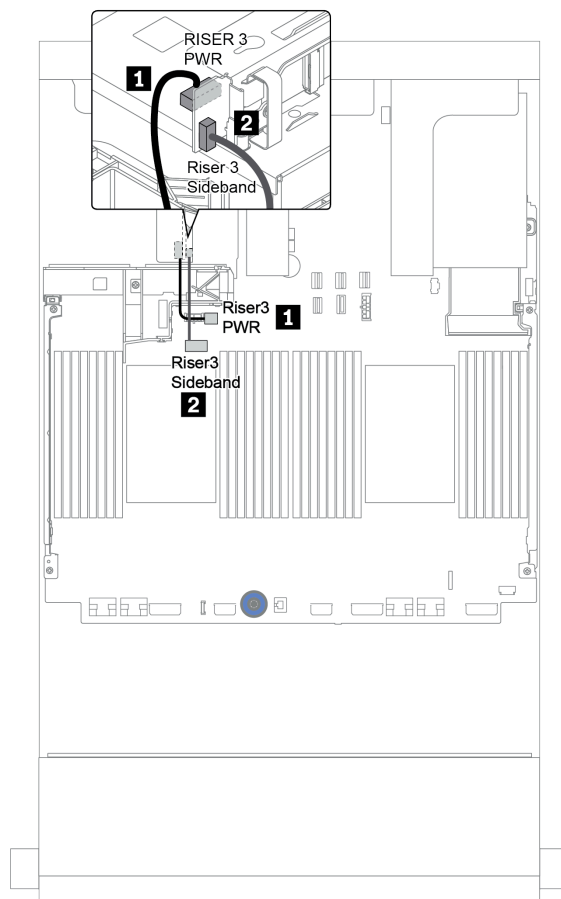 RISER 3
PWR
1
2
Riser 3
Sideband
Riser3
PWR
1
Riser3
Sideband
2